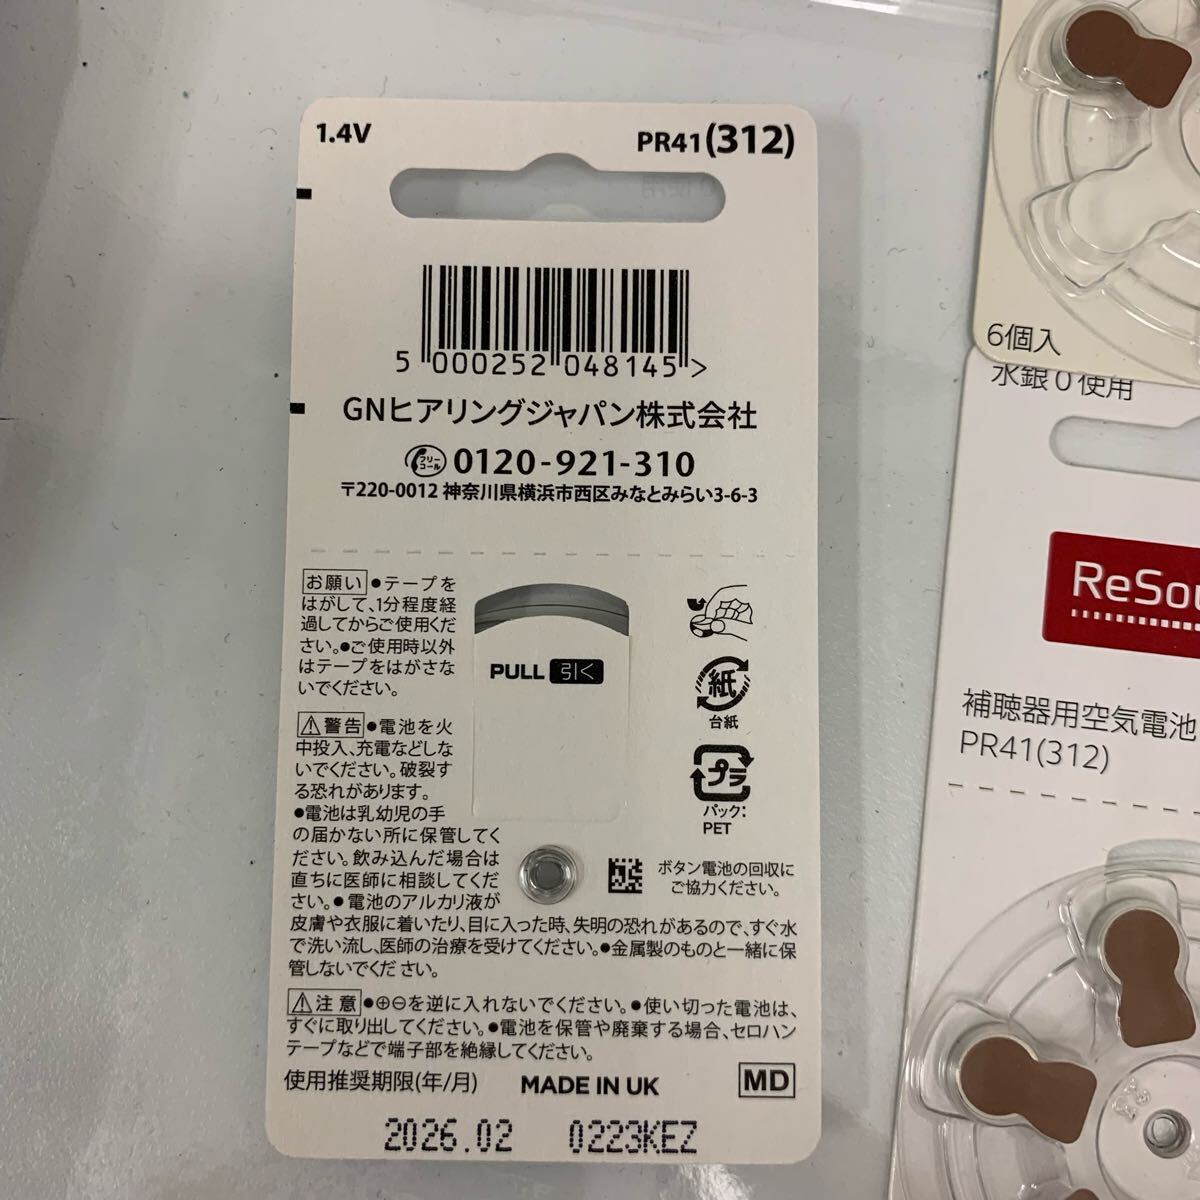 1.4V
PR41(312)
5 000252 048145 >
GNヒアリングジャパン株式会社
フリーコール 0120-921-310
〒220-0012 神奈川県横浜市西区みなとみらい3-6-3
お願い ●テープを
はがして、1分程度経
過してからご使用くだ
さい。●ご使用時以外
はテープをはがさな
いでください。
⚠警告 ●電池を火
中投入、充電などしな
いでください。破裂す
る恐れがあります。
●電池は乳幼児の手
の届かない所に保管してく
ださい。飲み込んだ場合は
直ちに医師に相談してくだ
さい。●電池のアルカリ液が
皮膚や衣服に着いたり、目に入った時、失明の恐れがあるので、すぐ水
で洗い流し、医師の治療を受けてください。●金属製のものと一緒に保
管しないでください。
PULL 引く
紙
台紙
プラ
パック:
PET
ボタン電池の回収に
ご協力ください。
⚠注意 ●⊕⊖を逆に入れないでください。●使い切った電池は、
すぐに取り出してください。●電池を保管や廃棄する場合、セロハン
テープなどで端子部を絶縁してください。
使用推奨期限(年/月) MADE IN UK MD
2026.02 0223KEZ
6個入
水銀0使用
ReSou
補聴器用空気電池
PR41(312)